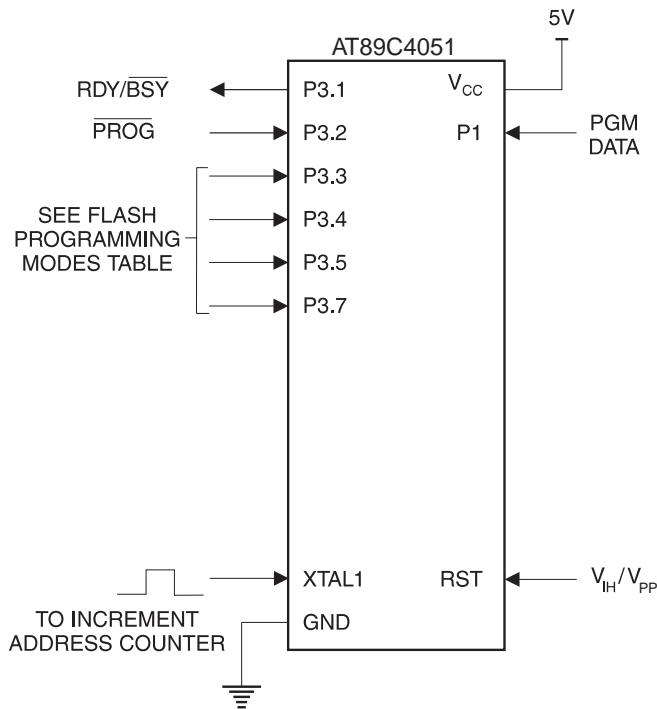 5V
AT89C4051
RDY/BSY
P3.1
VCC
PROG
P3.2
P1
PGM
DATA
P3.3
SEE FLASH
PROGRAMMING
MODES TABLE
P3.4
P3.5
P3.7
XTAL1
RST
VIH/VPP
TO INCREMENT
ADDRESS COUNTER
GND